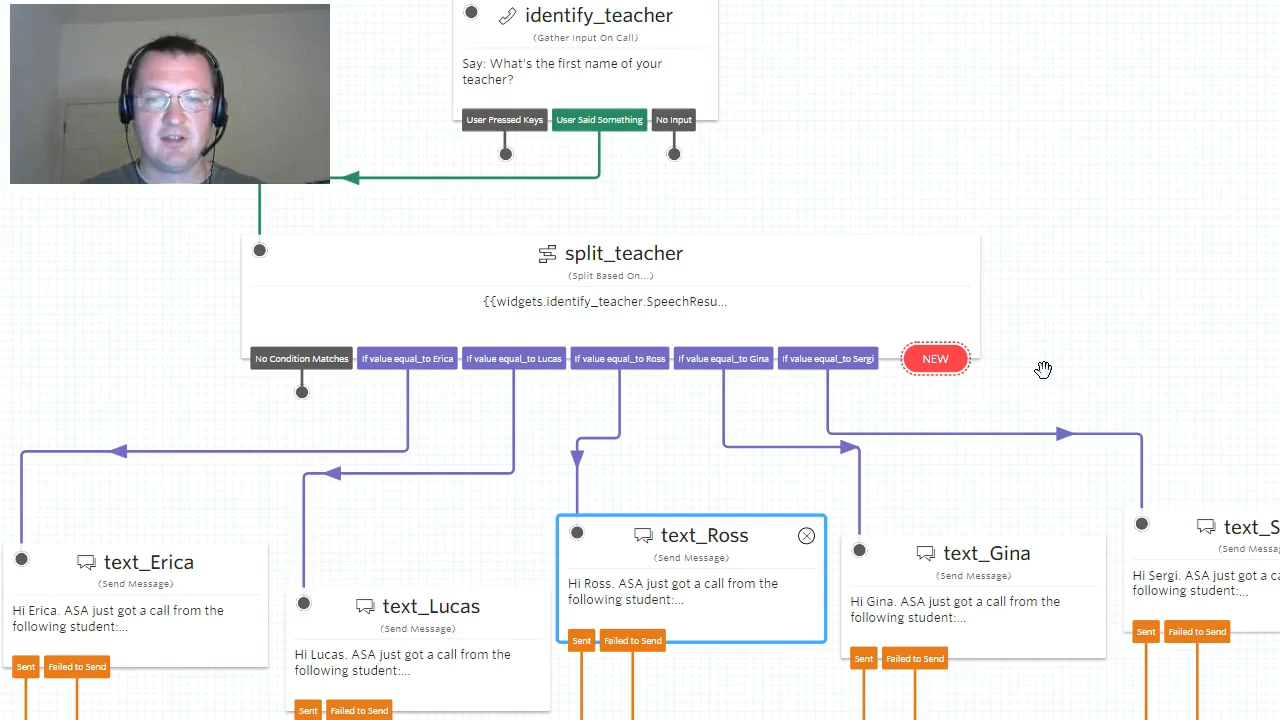 identify_teacher
(Gather Input On Call)
Say: What's the first name of your
teacher?
User Pressed Keys
User Said Something
No Input
split_teacher
(Split Based On...)
{{widgets.identify_teacher.SpeechResu...
No Condition Matches
If value equal_to Erica
If value equal_to Lucas
If value equal_to Ross
If value equal_to Gina
If value equal_to Sergi
NEW
text_Erica
(Send Message)
Hi Erica. ASA just got a call from the
following student:...
Sent
Failed to Send
text_Lucas
(Send Message)
Hi Lucas. ASA just got a call from the
following student:...
Sent
Failed to Send
text_Ross
(Send Message)
Hi Ross. ASA just got a call from the
following student:...
Sent
Failed to Send
text_Gina
(Send Message)
Hi Gina. ASA just got a call from the
following student:...
Sent
Failed to Send
text_S
(Send Messag
Hi Sergi. ASA just got a ca
following student:...
Sent
Failed to Send